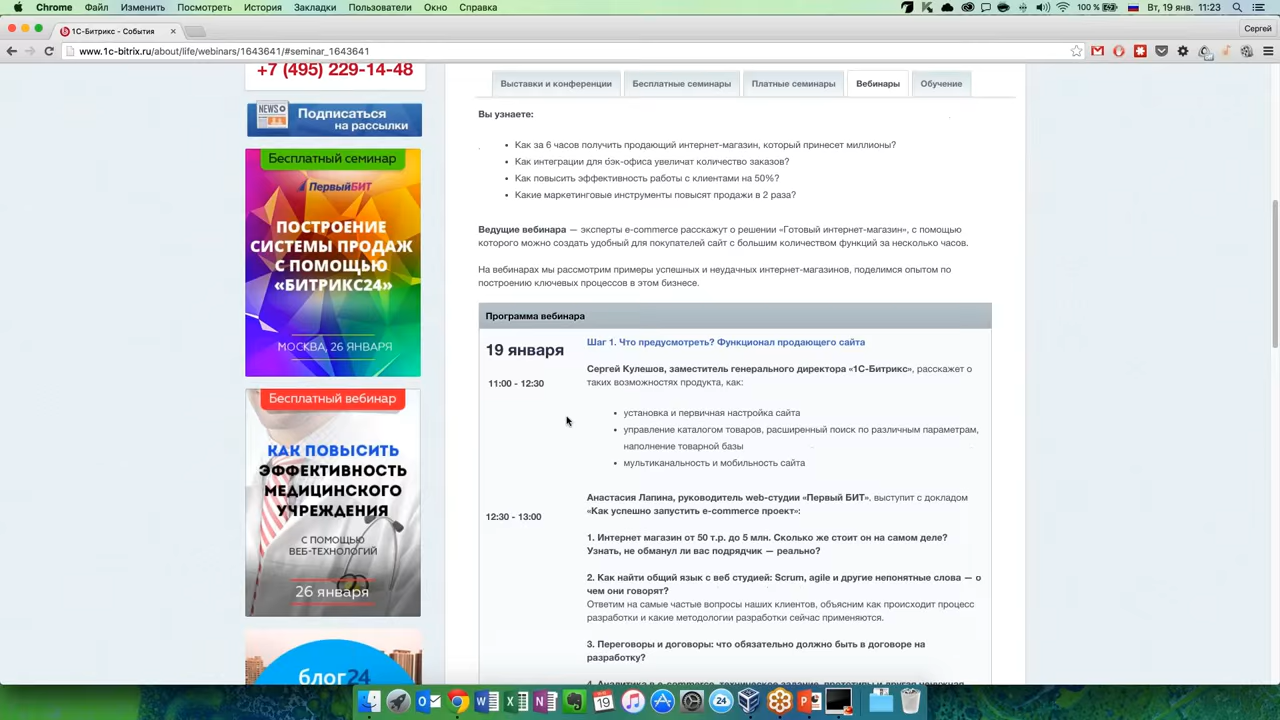 Chrome Файл Изменить Посмотреть История Закладки Пользователи Окно Справка
100 % Вт, 19 янв. 11:23
1С-Битрикс - События
Сергей
www.1c-bitrix.ru/about/life/webinars/1643641/#seminar_1643641
+7 (495) 229-14-48
NEWS
Подписаться
на рассылки
Бесплатный семинар
ПервыйБИТ
ПОСТРОЕНИЕ
СИСТЕМЫ ПРОДАЖ
С ПОМОЩЬЮ
«БИТРИКС24»
МОСКВА, 26 ЯНВАРЯ
Бесплатный вебинар
КАК ПОВЫСИТЬ
ЭФФЕКТИВНОСТЬ
МЕДИЦИНСКОГО
УЧРЕЖДЕНИЯ
С ПОМОЩЬЮ
ВЕБ-ТЕХНОЛОГИЙ
26 января
блог24
Выставки и конференции Бесплатные семинары Платные семинары Вебинары Обучение
Вы узнаете:
• Как за 6 часов получить продающий интернет-магазин, который принесет миллионы?
• Как интеграции для бэк-офиса увеличат количество заказов?
• Как повысить эффективность работы с клиентами на 50%?
• Какие маркетинговые инструменты повысят продажи в 2 раза?
Ведущие вебинара — эксперты e-commerce расскажут о решении «Готовый интернет-магазин», с помощью
которого можно создать удобный для покупателей сайт с большим количеством функций за несколько часов.
На вебинарах мы рассмотрим примеры успешных и неудачных интернет-магазинов, поделимся опытом по
построению ключевых процессов в этом бизнесе.
Программа вебинара
19 января
11:00 - 12:30
Шаг 1. Что предусмотреть? Функционал продающего сайта
Сергей Кулешов, заместитель генерального директора «1С-Битрикс», расскажет о
таких возможностях продукта, как:
• установка и первичная настройка сайта
• управление каталогом товаров, расширенный поиск по различным параметрам,
наполнение товарной базы
• мультиканальность и мобильность сайта
12:30 - 13:00
Анастасия Лапина, руководитель web-студии «Первый БИТ», выступит с докладом
«Как успешно запустить e-commerce проект»:
1. Интернет магазин от 50 т.р. до 5 млн. Сколько же стоит он на самом деле?
Узнать, не обманул ли вас подрядчик — реально?
2. Как найти общий язык с веб студией: Scrum, agile и другие непонятные слова — о
чем они говорят?
Ответим на самые частые вопросы наших клиентов, объясним как происходит процесс
разработки и какие методологии разработки сейчас применяются.
3. Переговоры и договоры: что обязательно должно быть в договоре на
разработку?
4. Аналитика в e-commerce, техническое задание, прототипы и другая ненужная
19
24